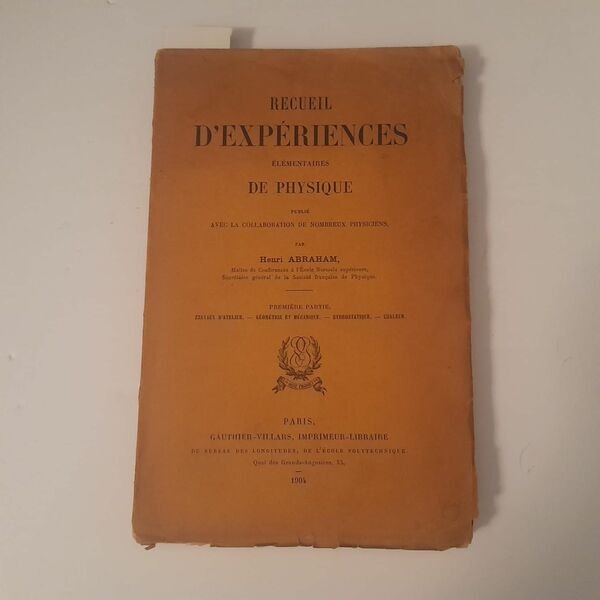 RECUEIL
D'EXPÉRIENCES
ÉLÉMENTAIRES
DE PHYSIQUE
PUBLIÉ
AVEC LA COLLABORATION DE NOMBREUX PHYSICIENS,
PAR
Henri ABRAHAM,
Maître de Conférences à l'École Normale supérieure,
Secrétaire général de la Société française de Physique.
PREMIÈRE PARTIE.
TRAVAUX D'ATELIER. — GÉOMÉTRIE ET MÉCANIQUE. — HYDROSTATIQUE. — CHALEUR.
PARIS,
GAUTHIER-VILLARS, IMPRIMEUR-LIBRAIRE
DU BUREAU DES LONGITUDES, DE L'ÉCOLE POLYTECHNIQUE
Quai des Grands-Augustins, 55,
1904